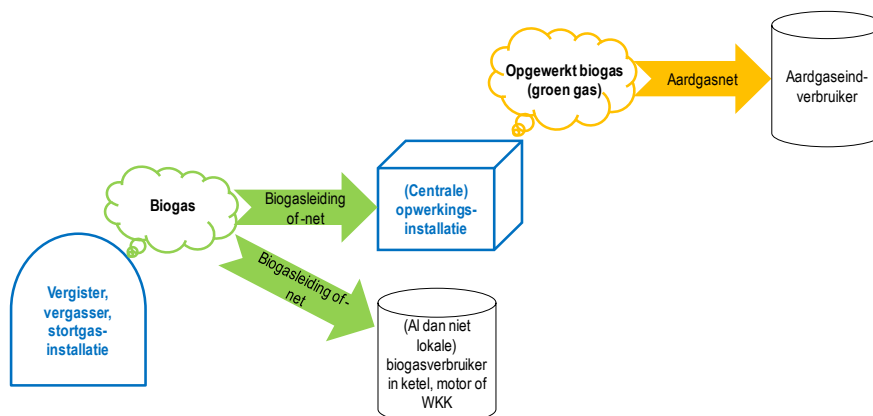 Opgewerkt biogas
(groen gas)
Aardgasnet
Aardgaseind-
verbruiker
Biogas
Biogasleiding
of -net
(Centrale)
opwerkings-
installatie
Biogasleiding of -
net
Vergister,
vergasser,
stortgas-
installatie
(Al dan niet
lokale)
biogasverbruiker
in ketel, motor of
WKK